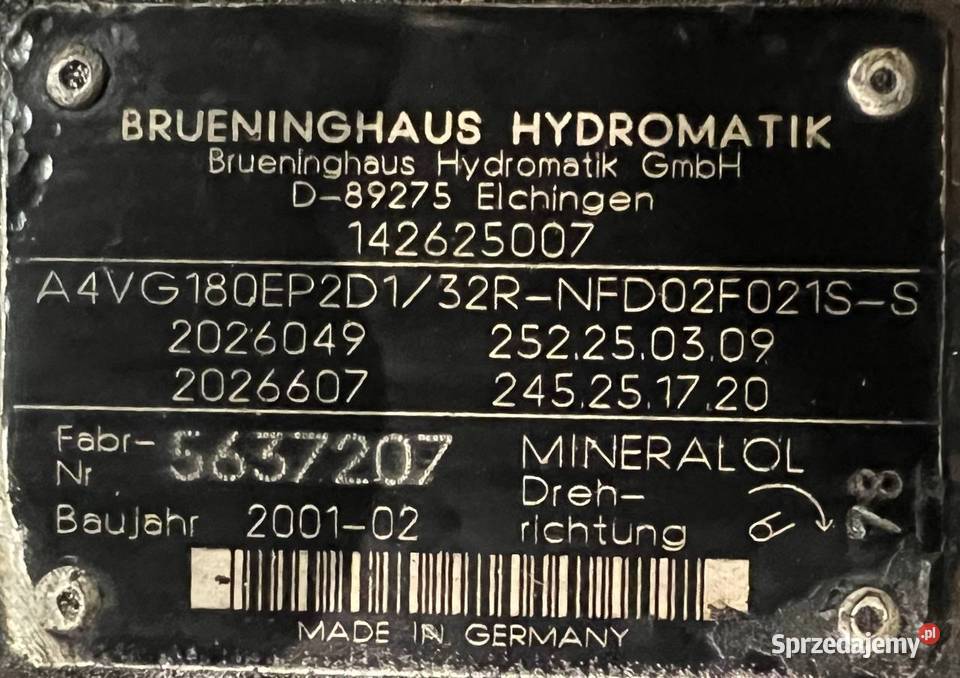 BRUENINGHAUS HYDROMATIK
Brueninghaus Hydromatik GmbH
D-89275 Elchingen
142625007
A4VG180EP2D1/32R-NFD02F021S-S
2026049 252.25.03.09
2026607 245.25.17.20
Fabr-
Nr 5637207
MINERALÖL
Baujahr 2001-02
Dreh-
richtung
78
MADE IN GERMANY
Sprzedajemy.pl